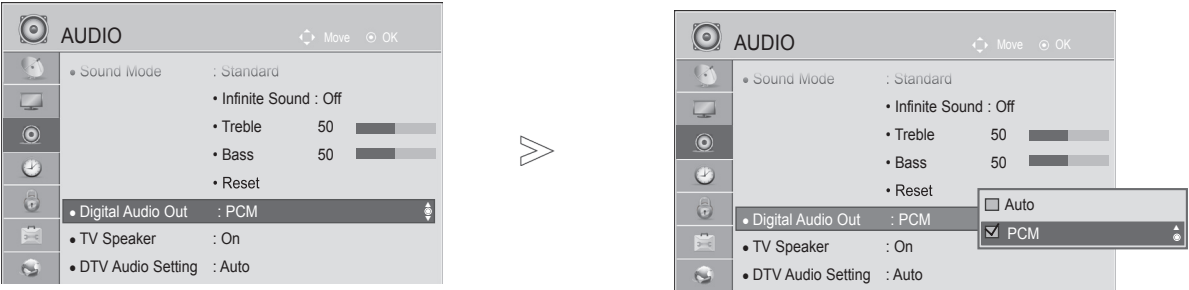 AUDIO
Move OK
• Sound Mode : Standard
• Infinite Sound : Off
• Treble 50
• Bass 50
• Reset
• Digital Audio Out : PCM
• TV Speaker : On
• DTV Audio Setting : Auto
AUDIO
Move OK
• Sound Mode : Standard
• Infinite Sound : Off
• Treble 50
• Bass 50
• Reset
• Digital Audio Out : PCM
Auto
PCM
• TV Speaker : On
• DTV Audio Setting : Auto